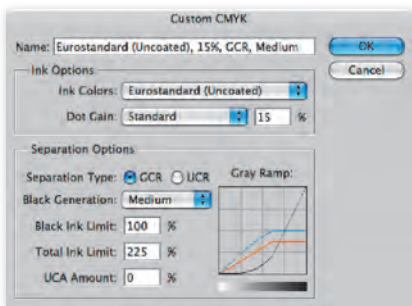 Custom CMYK
Name: Eurostandard (Uncoated), 15%, GCR, Medium
OK
Cancel
Ink Options
Ink Colors: Eurostandard (Uncoated)
Dot Gain: Standard 15 %
Separation Options
Separation Type: GCR UCR Gray Ramp:
Black Generation: Medium
Black Ink Limit: 100 %
Total Ink Limit: 225 %
UCA Amount: 0 %